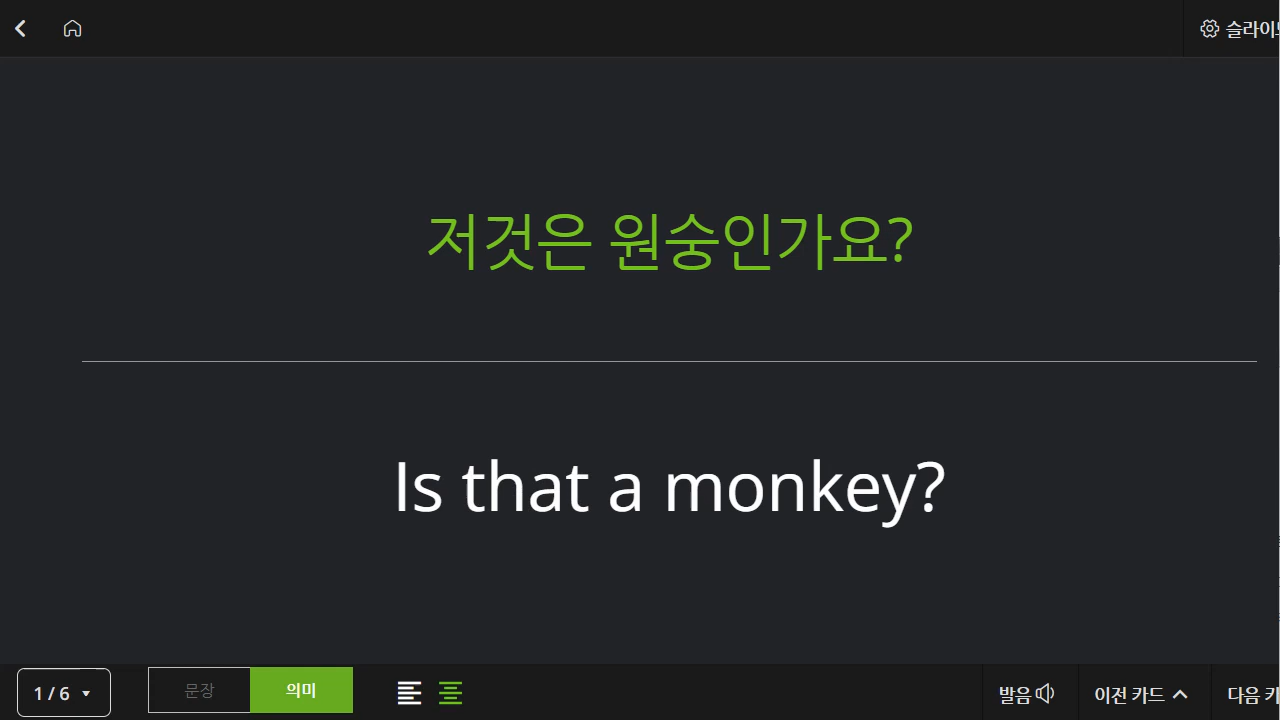 슬라이
저것은 원숭인가요?
Is that a monkey?
1 / 6
문장
의미
발음
이전 카드
다음